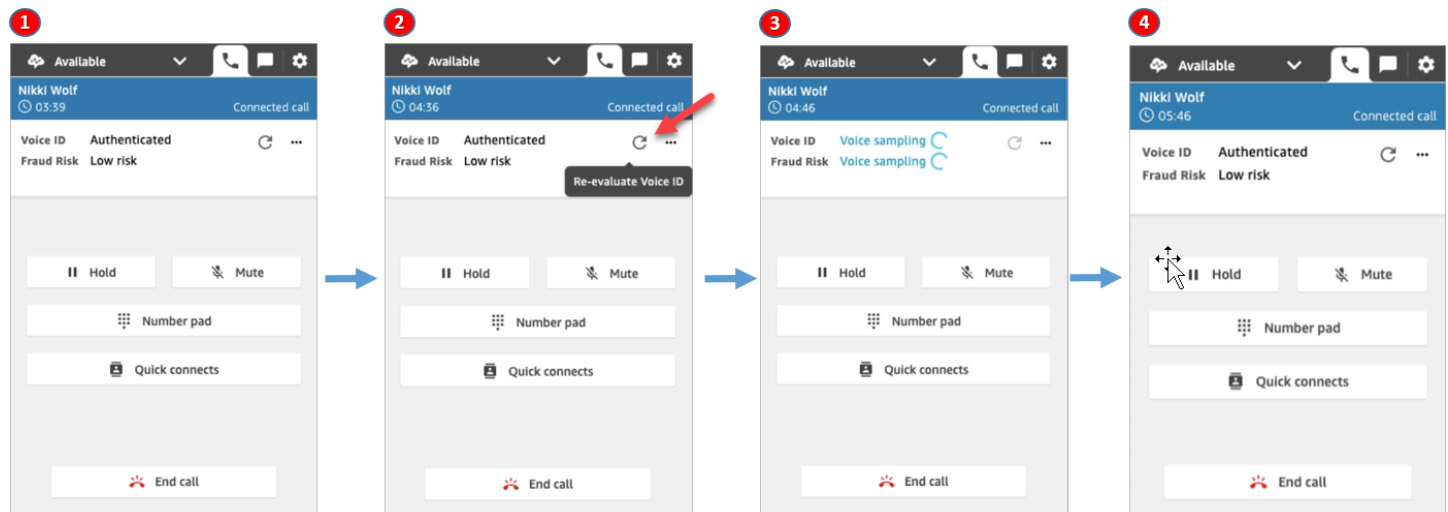 1
Available
Nikki Wolf
03:39 Connected call
Voice ID Authenticated
Fraud Risk Low risk
Hold Mute
Number pad
Quick connects
End call
2
Available
Nikki Wolf
04:36 Connected call
Voice ID Authenticated
Fraud Risk Low risk
Re-evaluate Voice ID
Hold Mute
Number pad
Quick connects
End call
3
Available
Nikki Wolf
04:46 Connected call
Voice ID Voice sampling
Fraud Risk Voice sampling
Hold Mute
Number pad
Quick connects
End call
4
Available
Nikki Wolf
05:46 Connected call
Voice ID Authenticated
Fraud Risk Low risk
Hold Mute
Number pad
Quick connects
End call